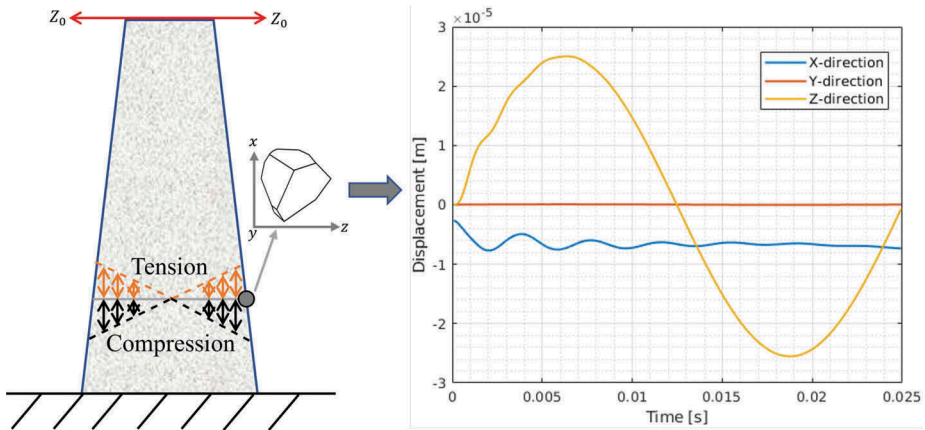 Z₀
Z₀
Tension
Compression
x
y
z
×10⁻⁵
3
2
1
0
-1
-2
-3
Displacement [m]
X-direction
Y-direction
Z-direction
0
0.005
0.01
0.015
0.02
0.025
Time [s]